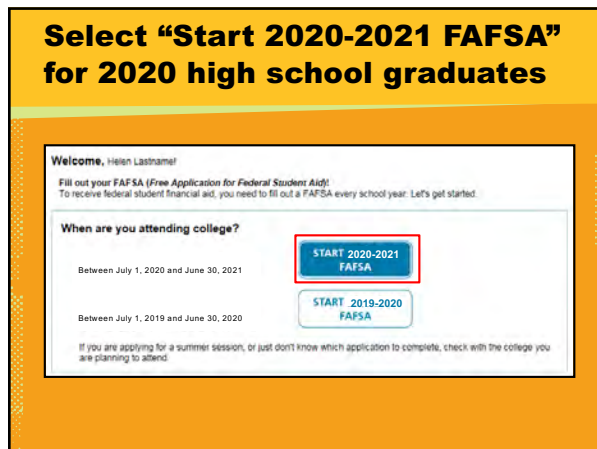 Select “Start 2020-2021 FAFSA”
for 2020 high school graduates
Welcome, Helen Lastname!
Fill out your FAFSA (Free Application for Federal Student Aid)!
To receive federal student financial aid, you need to fill out a FAFSA every school year. Let's get started.
When are you attending college?
Between July 1, 2020 and June 30, 2021
START 2020-2021
FAFSA
Between July 1, 2019 and June 30, 2020
START 2019-2020
FAFSA
If you are applying for a summer session, or just don't know which application to complete, check with the college you
are planning to attend.